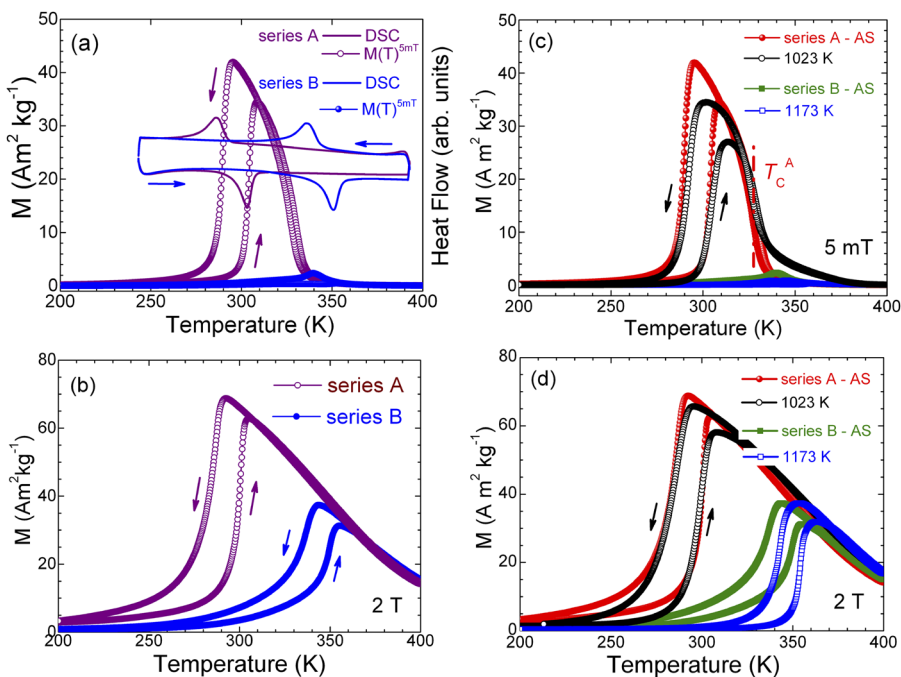 (a)
series A DSC
M(T)5mT
series B DSC
M(T)5mT
M (Am2 kg-1)
50
40
30
20
10
0
200 250 300 350 400
Temperature (K)
Heat Flow (arb. units)
(c)
series A - AS
1023 K
series B - AS
1173 K
TCA
5 mT
M (A m2 kg-1)
50
40
30
20
10
0
200 250 300 350 400
Temperature (K)
(b)
series A
series B
2 T
M (Am2 kg-1)
80
60
40
20
0
200 250 300 350 400
Temperature (K)
(d)
series A - AS
1023 K
series B - AS
1173 K
2 T
M (A m2 kg-1)
80
60
40
20
0
200 250 300 350 400
Temperature (K)